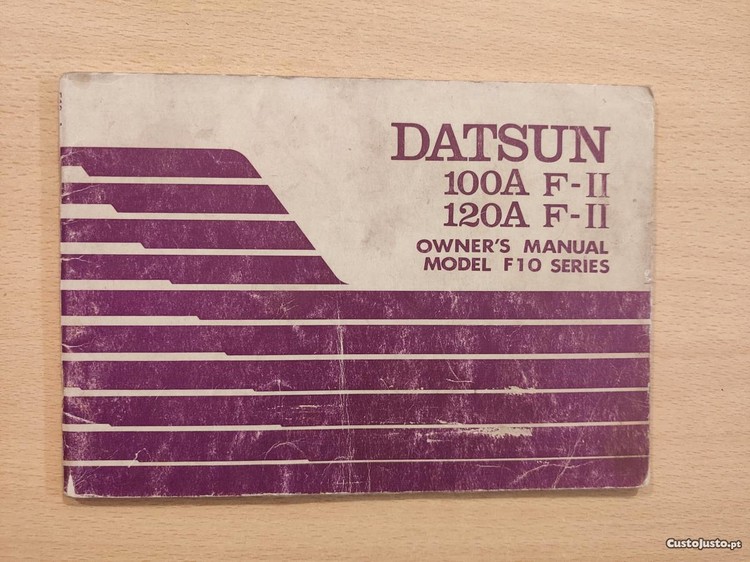 DATSUN
100A F-II
120A F-II
OWNER'S MANUAL
MODEL F10 SERIES
CustoJusto.pt